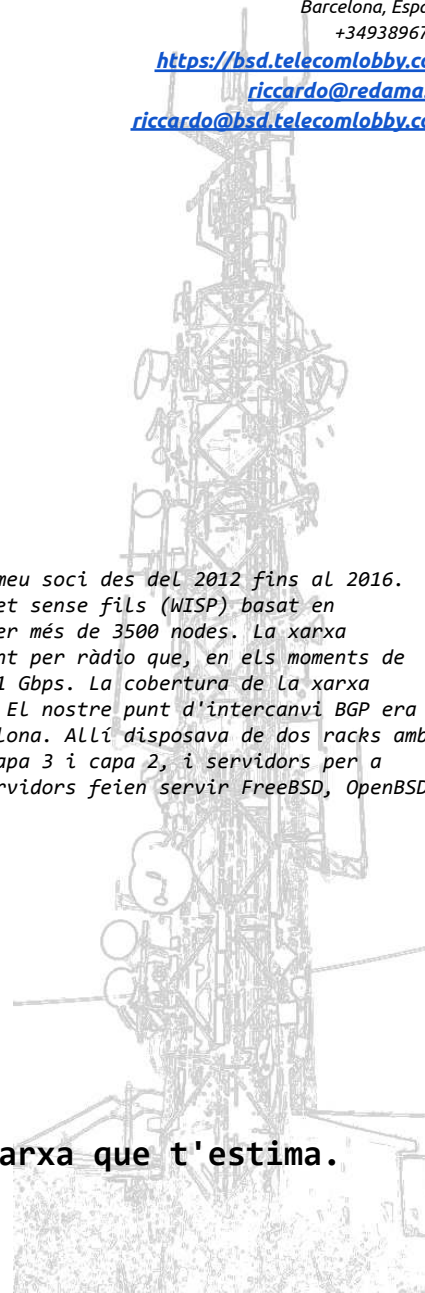 Barcelona, Espa
+34938967
https://bsd.telecomlobby.co
riccardo@redama.
riccardo@bsd.telecomlobby.co
meu soci des del 2012 fins al 2016.
et sense fils (WISP) basat en
er més de 3500 nodes. La xarxa
nt per ràdio que, en els moments de
1 Gbps. La cobertura de la xarxa
El nostre punt d'intercanvi BGP era
lona. Allí disposava de dos racks amb
apa 3 i capa 2, i servidors per a
rvidors feien servir FreeBSD, OpenBSD
arxa que t'estima.